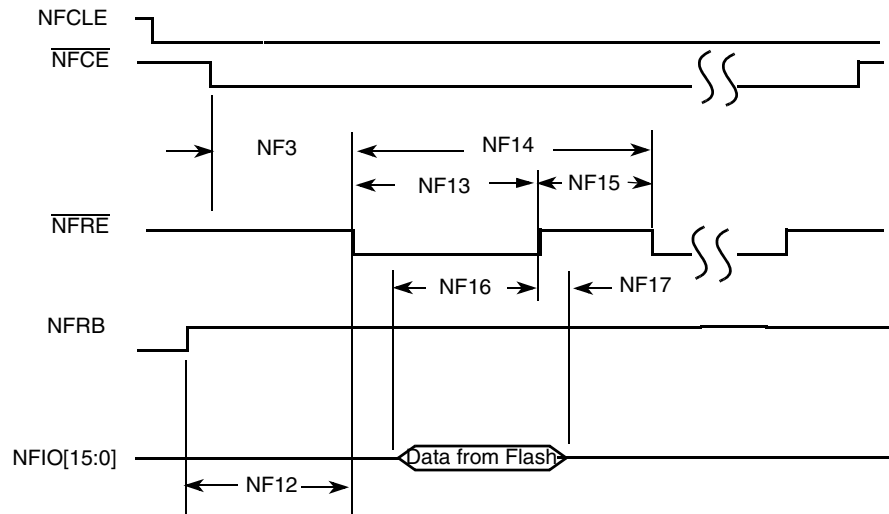 NFCLE
NFCE
NF3
NF14
NF13
NF15
NFRE
NF16
NF17
NFRB
NFIO[15:0]
Data from Flash
NF12